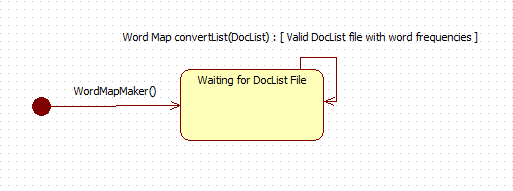 Word Map convertList(DocList) : [ Valid DocList file with word frequencies ]
Waiting for DocList File
WordMapMaker()